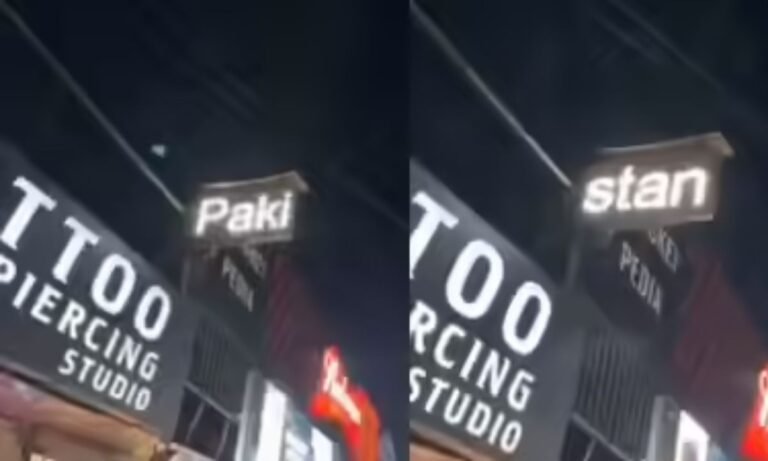 Paki
PEDIA
TTOO
PIERCING
STUDIO
stan
PEDIA
TOO
RCING
STUDIO